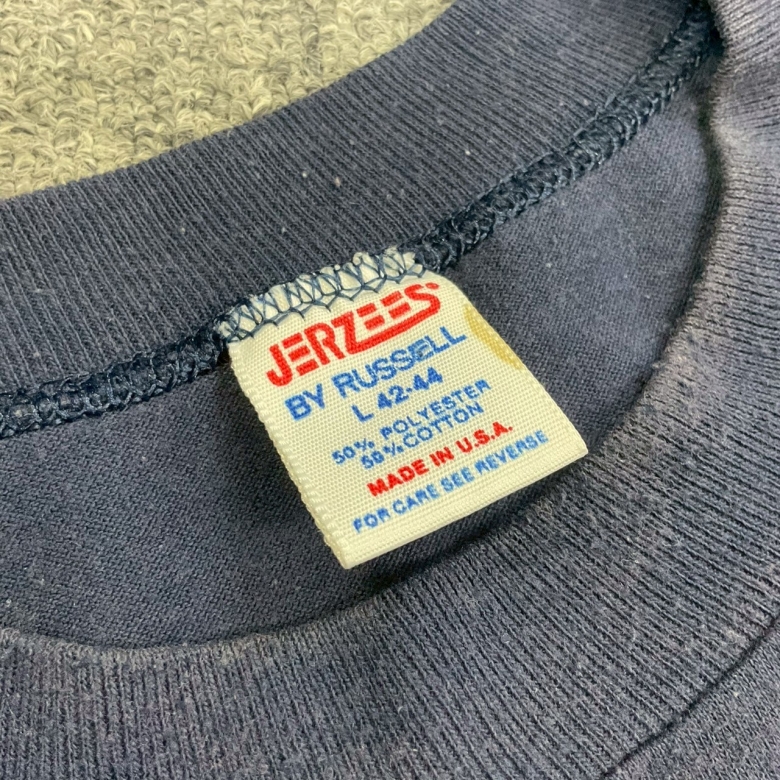 JERZEES
BY RUSSELL
L 42-44
50% POLYESTER
50% COTTON
MADE IN U.S.A.
FOR CARE SEE REVERSE